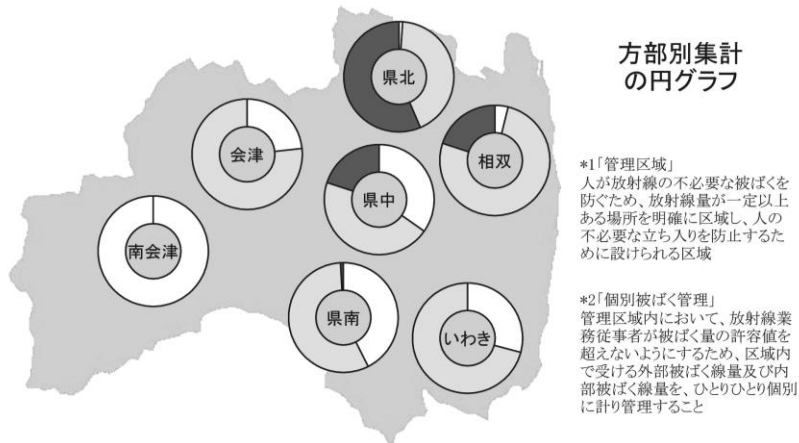 方部別集計
の円グラフ
県北
会津
相双
県中
南会津
県南
いわき
*1「管理区域」
人が放射線の不必要な被ばくを
防ぐため、放射線量が一定以上
ある場所を明確に区域し、人の
不必要な立ち入りを防止するた
めに設けられる区域
*2「個別被ばく管理」
管理区域内において、放射線業
務従事者が被ばく量の許容値を
超えないようにするため、区域内
で受ける外部被ばく線量及び内
部被ばく線量を、ひとりひとり個別
に計り管理すること